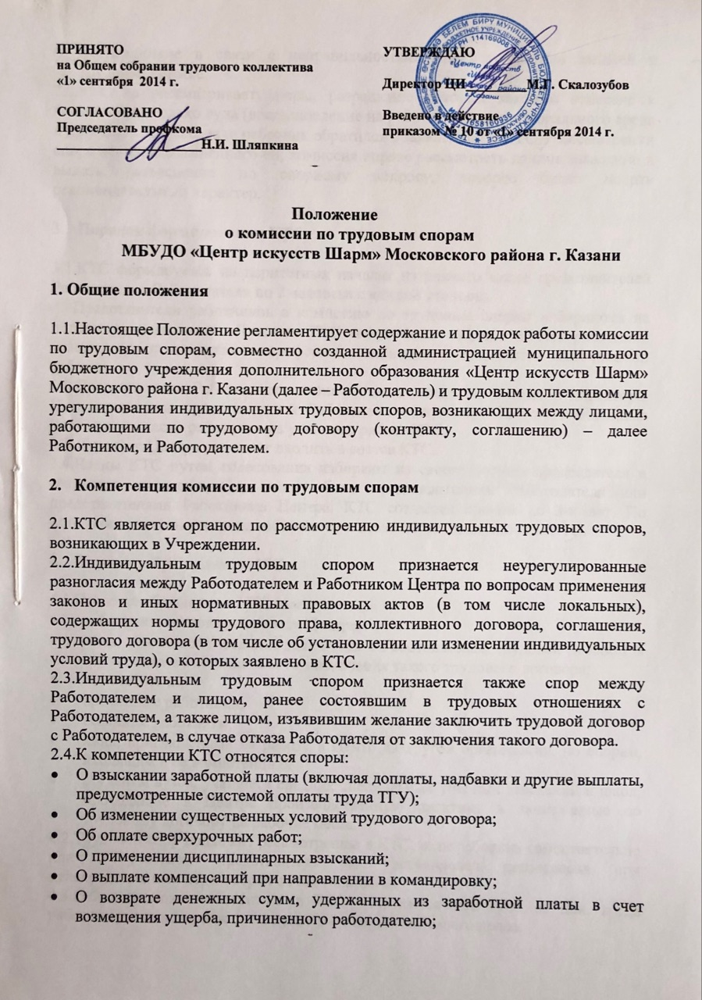 ПРИНЯТО
на Общем собрании трудового коллектива
«1» сентября 2014 г.
СОГЛАСОВАНО
Председатель профкома
Н.И. Шляпкина
УТВЕРЖДАЮ
Директор ЦИ М.Г. Скалозубов
Введено в действие
приказом № 10 от «1» сентября 2014 г.
Положение
о комиссии по трудовым спорам
МБУДО «Центр искусств Шарм» Московского района г. Казани
1. Общие положения
1.1.Настоящее Положение регламентирует содержание и порядок работы комиссии
по трудовым спорам, совместно созданной администрацией муниципального
бюджетного учреждения дополнительного образования «Центр искусств Шарм»
Московского района г. Казани (далее – Работодатель) и трудовым коллективом для
урегулирования индивидуальных трудовых споров, возникающих между лицами,
работающими по трудовому договору (контракту, соглашению) – далее
Работником, и Работодателем.
2. Компетенция комиссии по трудовым спорам
2.1.КТС является органом по рассмотрению индивидуальных трудовых споров,
возникающих в Учреждении.
2.2.Индивидуальным трудовым спором признается неурегулированные
разногласия между Работодателем и Работником Центра по вопросам применения
законов и иных нормативных правовых актов (в том числе локальных),
содержащих нормы трудового права, коллективного договора, соглашения,
трудового договора (в том числе об установлении или изменении индивидуальных
условий труда), о которых заявлено в КТС.
2.3.Индивидуальным трудовым спором признается также спор между
Работодателем и лицом, ранее состоявшим в трудовых отношениях с
Работодателем, а также лицом, изъявившим желание заключить трудовой договор
с Работодателем, в случае отказа Работодателя от заключения такого договора.
2.4.К компетенции КТС относятся споры:
• О взыскании заработной платы (включая доплаты, надбавки и другие выплаты,
предусмотренные системой оплаты труда ТГУ);
• Об изменении существенных условий трудового договора;
• Об оплате сверхурочных работ;
• О применении дисциплинарных взысканий;
• О выплате компенсаций при направлении в командировку;
• О возврате денежных сумм, удержанных из заработной платы в счет
возмещения ущерба, причиненного работодателю;